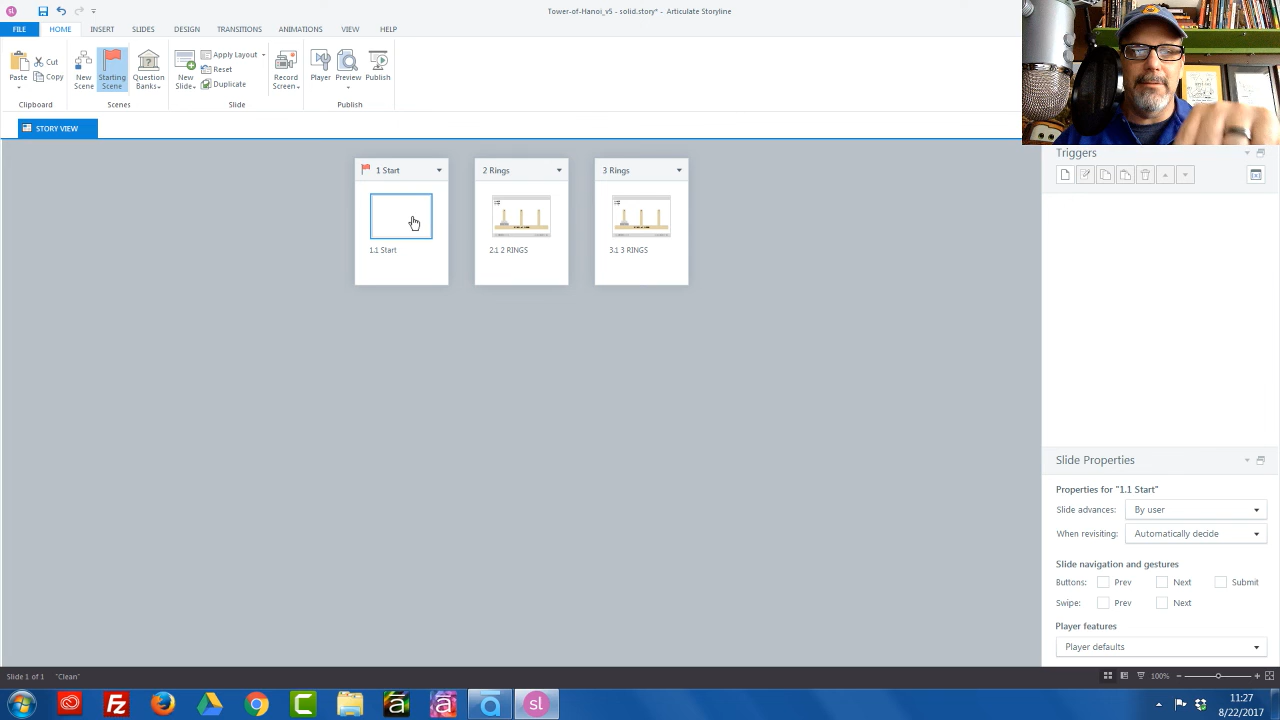 Tower-of-Hanoi_v5 - solid.story* - Articulate Storyline
FILE HOME INSERT SLIDES DESIGN TRANSITIONS ANIMATIONS VIEW HELP
Paste
Cut
Copy
Clipboard
New Scene
Starting Scene
Question Banks
Scenes
New Slide
Apply Layout
Reset
Duplicate
Slide
Record Screen
Player
Preview
Publish
Publish
STORY VIEW
1 Start
1.1 Start
2 Rings
2.1 2 RINGS
3 Rings
3.1 3 RINGS
Triggers
Slide Properties
Properties for "1.1 Start"
Slide advances: By user
When revisiting: Automatically decide
Slide navigation and gestures
Buttons: Prev Next Submit
Swipe: Prev Next
Player features
Player defaults
Slide 1 of 1 "Clean" 100%
sl
11:27
8/22/2017